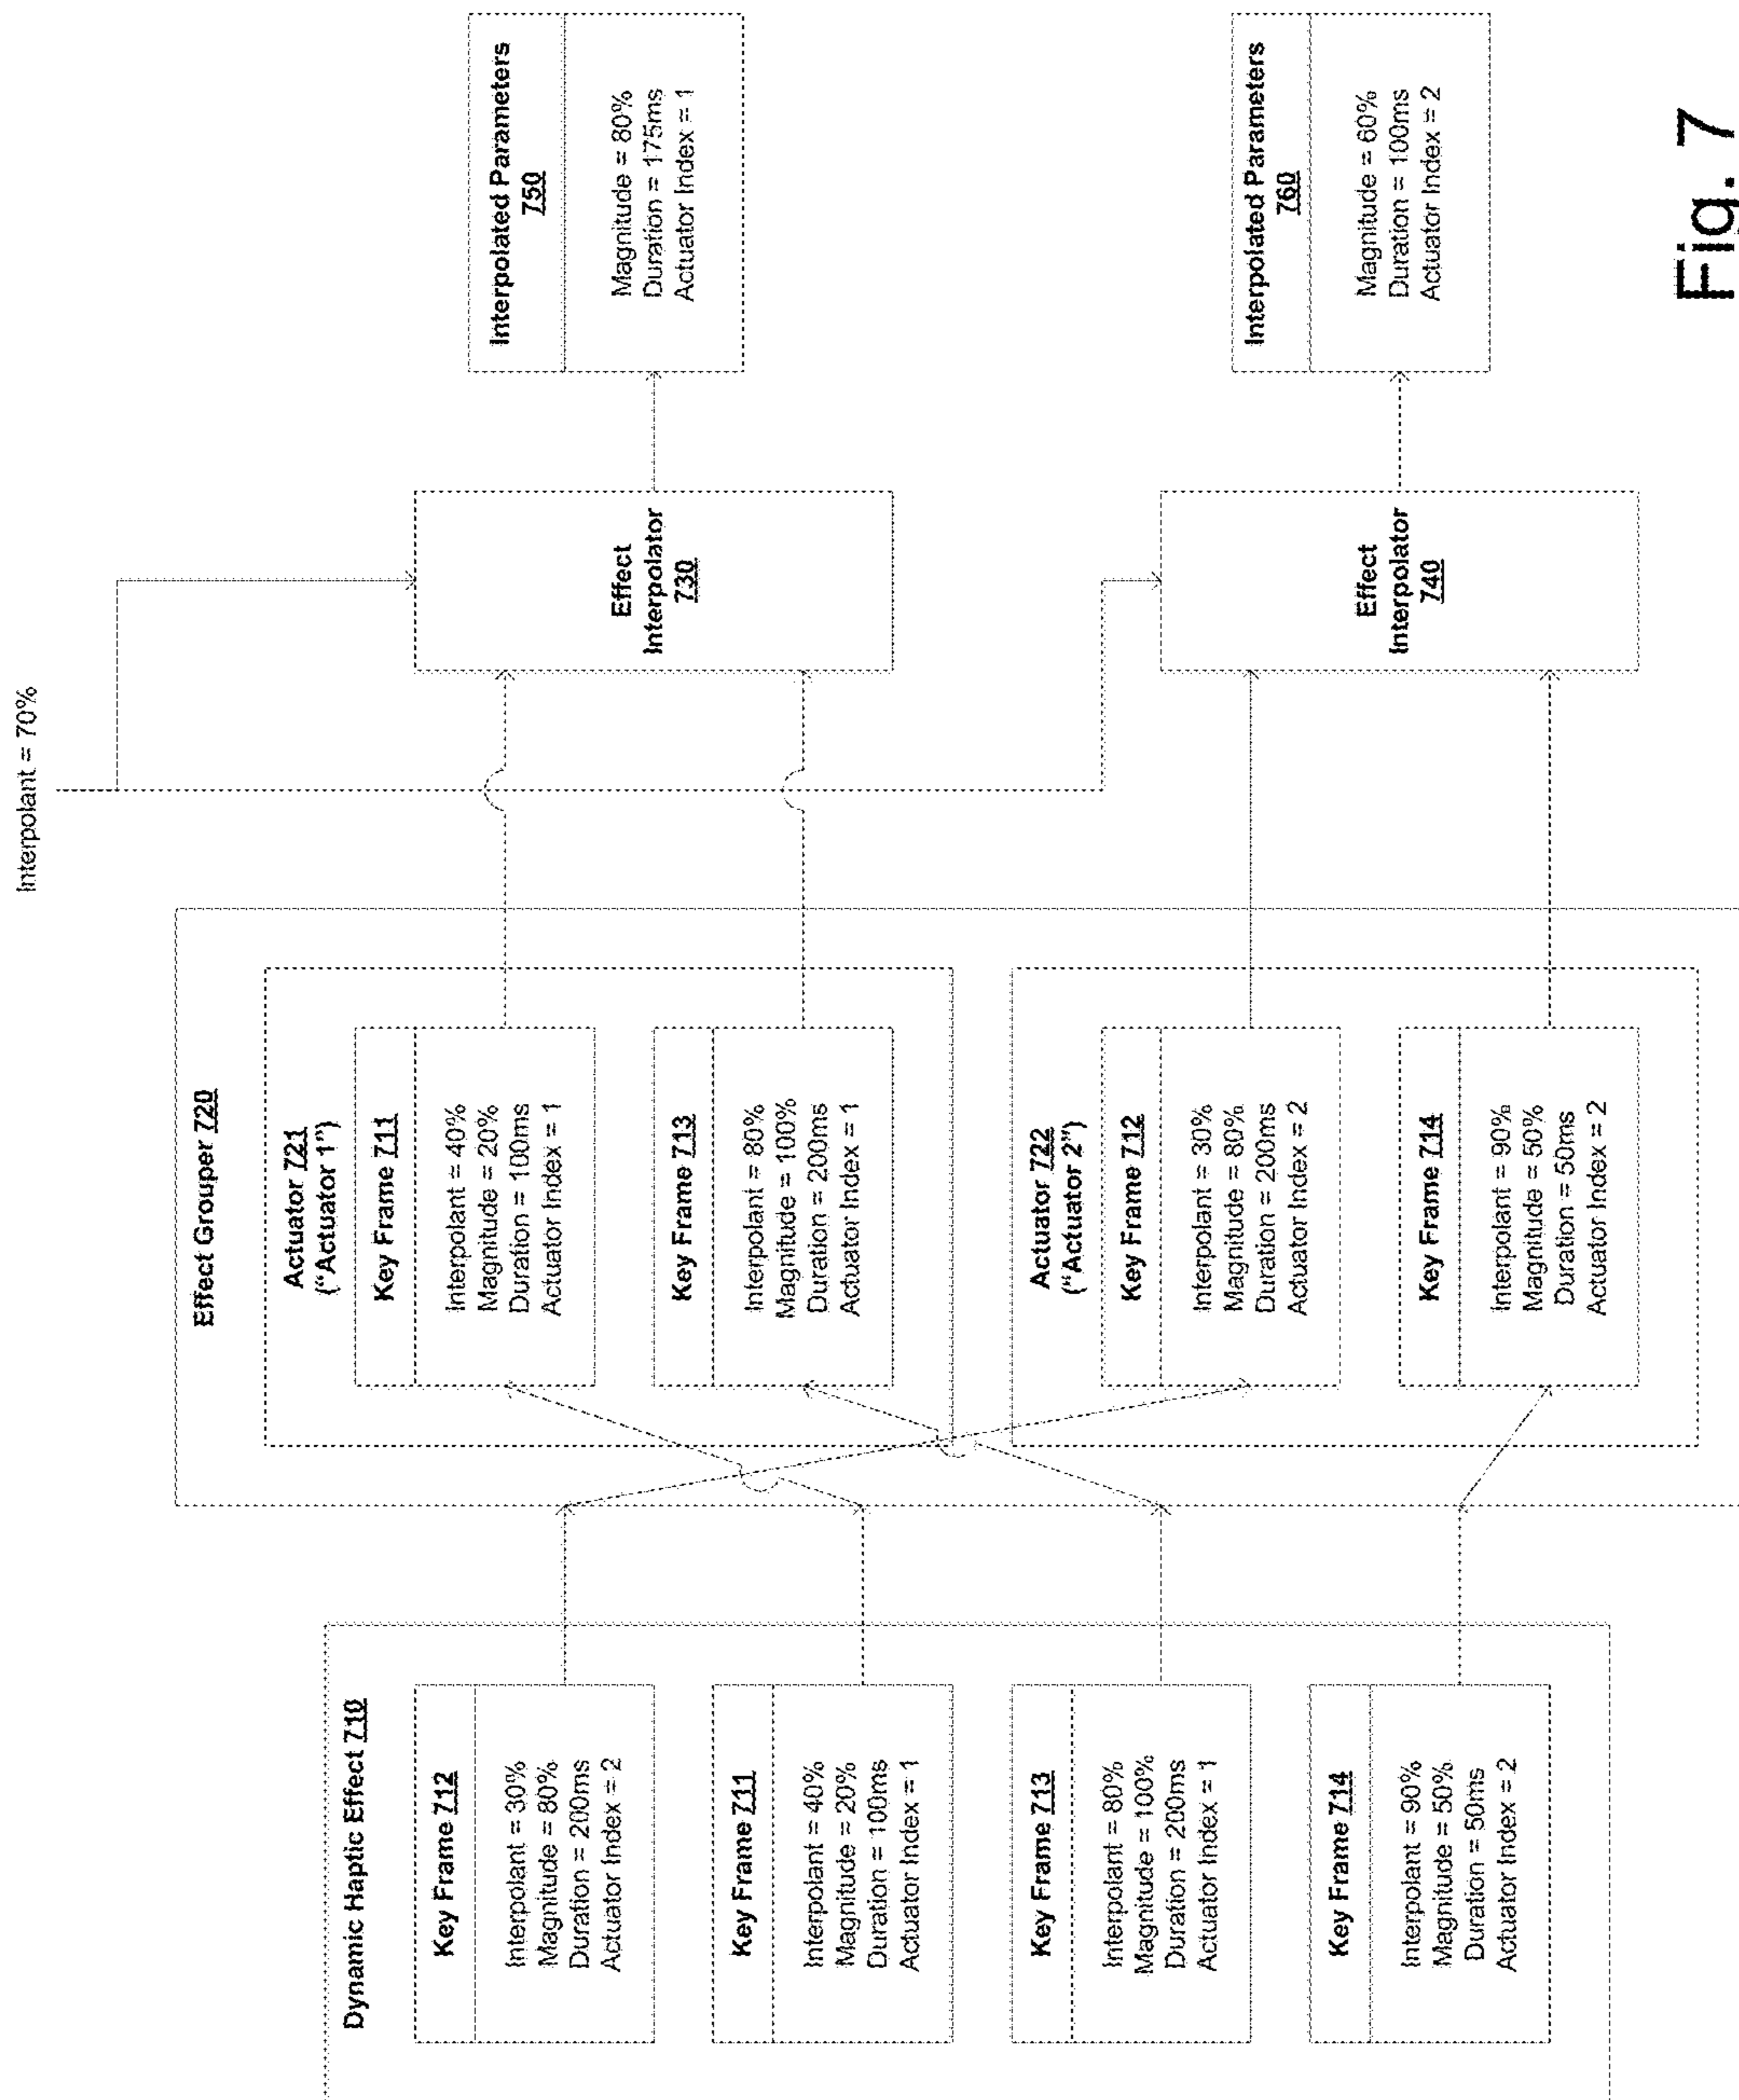 Interpolant = 70%
Dynamic Haptic Effect 710
Key Frame 712
Interpolant = 30%
Magnitude = 80%
Duration = 200ms
Actuator Index = 2
Key Frame 711
Interpolant = 40%
Magnitude = 20%
Duration = 100ms
Actuator Index = 1
Key Frame 713
Interpolant = 80%
Magnitude = 100%
Duration = 200ms
Actuator Index = 1
Key Frame 714
Interpolant = 90%
Magnitude = 50%
Duration = 50ms
Actuator Index = 2
Effect Grouper 720
Actuator 721
("Actuator 1")
Key Frame 711
Interpolant = 40%
Magnitude = 20%
Duration = 100ms
Actuator Index = 1
Key Frame 713
Interpolant = 80%
Magnitude = 100%
Duration = 200ms
Actuator Index = 1
Actuator 722
("Actuator 2")
Key Frame 712
Interpolant = 30%
Magnitude = 80%
Duration = 200ms
Actuator Index = 2
Key Frame 714
Interpolant = 90%
Magnitude = 50%
Duration = 50ms
Actuator Index = 2
Effect
Interpolator
730
Effect
Interpolator
740
Interpolated Parameters
750
Magnitude = 80%
Duration = 175ms
Actuator Index = 1
Interpolated Parameters
760
Magnitude = 60%
Duration = 100ms
Actuator Index = 2
Fig. 7